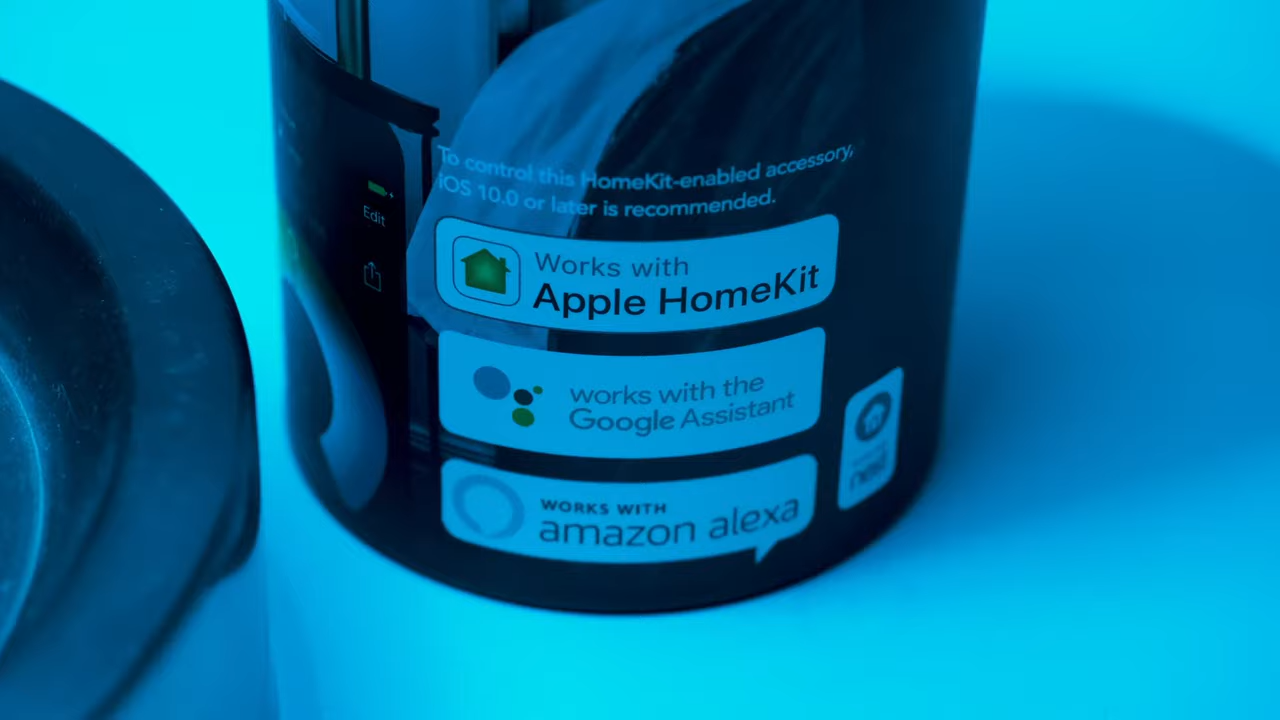 To control this HomeKit-enabled accessory,
iOS 10.0 or later is recommended.
Edit
Works with
Apple HomeKit
works with the
Google Assistant
WORKS WITH
amazon alexa
nest